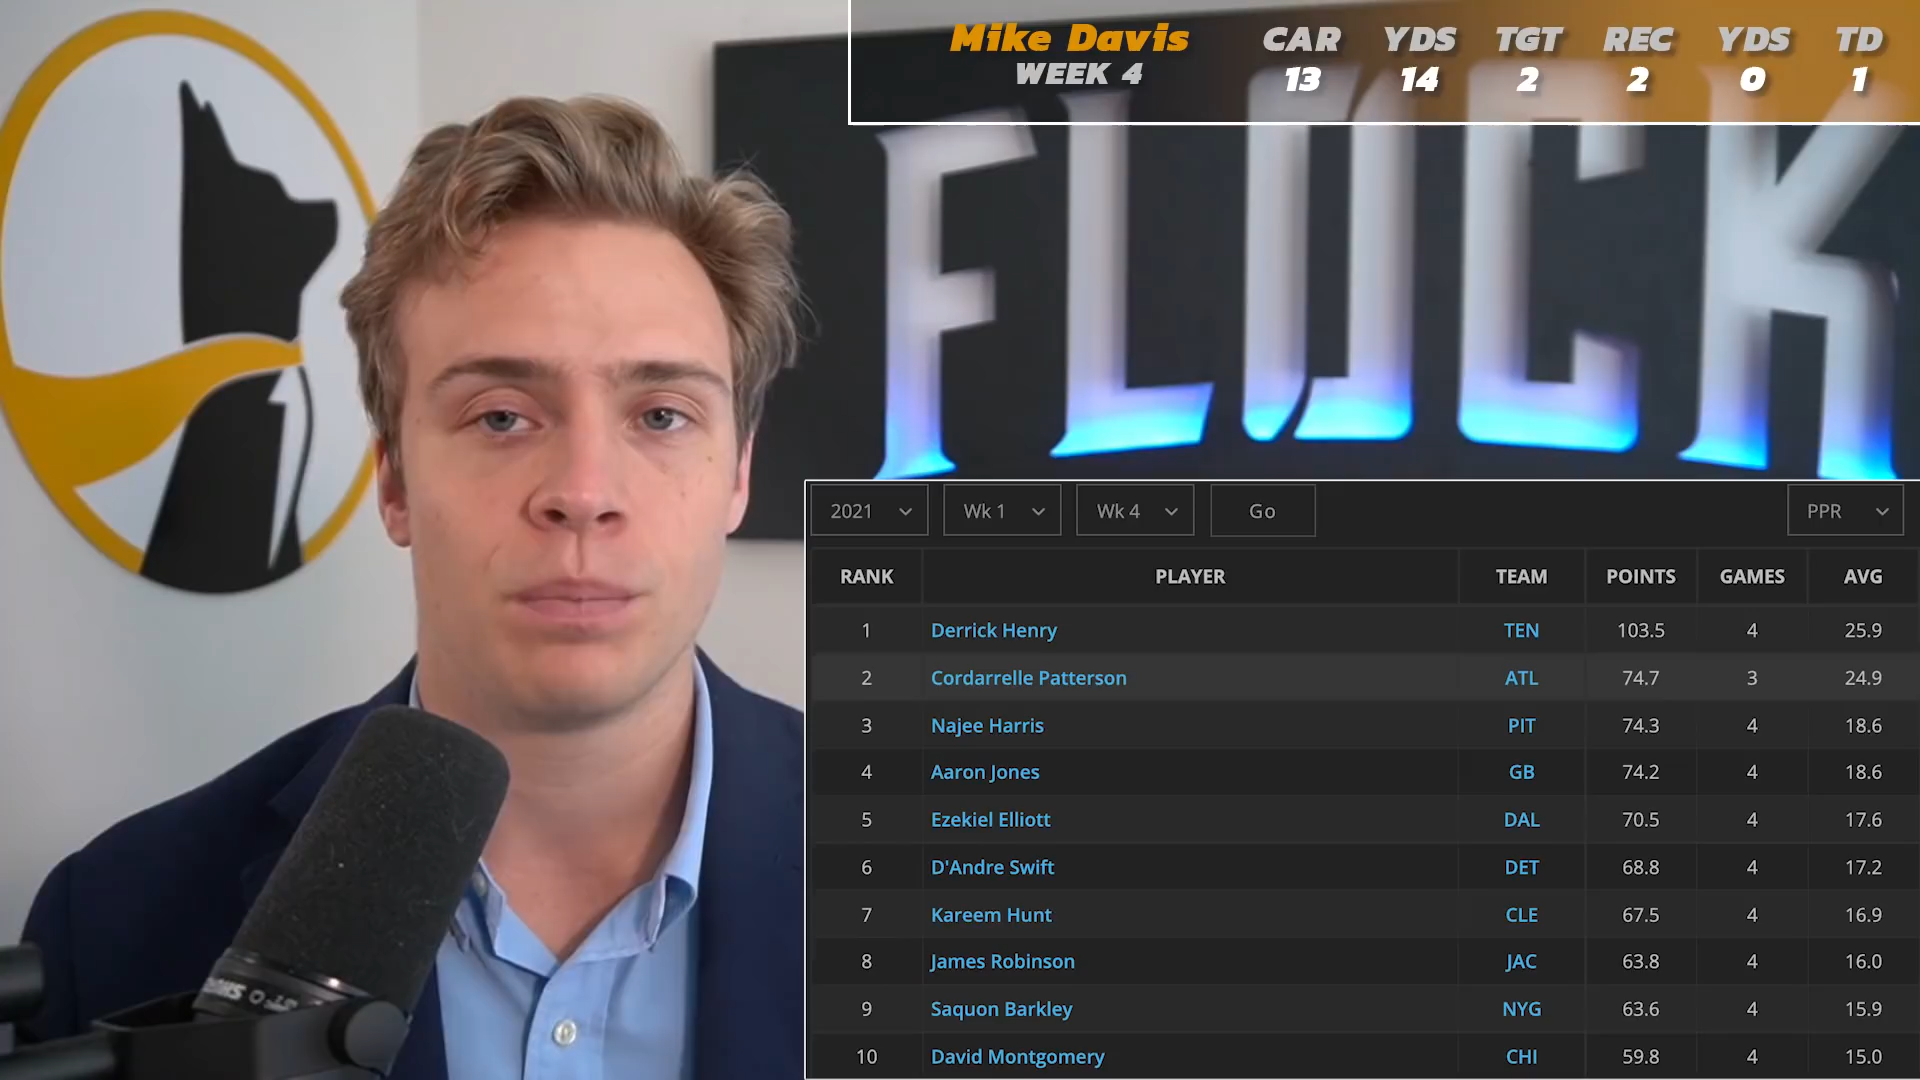 Mike Davis CAR YDS TGT REC YDS TD
WEEK 4 13 14 2 2 0 1
FLOCK
2021 Wk 1 Wk 4 Go PPR
RANK PLAYER TEAM POINTS GAMES AVG
1 Derrick Henry TEN 103.5 4 25.9
2 Cordarrelle Patterson ATL 74.7 3 24.9
3 Najee Harris PIT 74.3 4 18.6
4 Aaron Jones GB 74.2 4 18.6
5 Ezekiel Elliott DAL 70.5 4 17.6
6 D'Andre Swift DET 68.8 4 17.2
7 Kareem Hunt CLE 67.5 4 16.9
8 James Robinson JAC 63.8 4 16.0
9 Saquon Barkley NYG 63.6 4 15.9
10 David Montgomery CHI 59.8 4 15.0